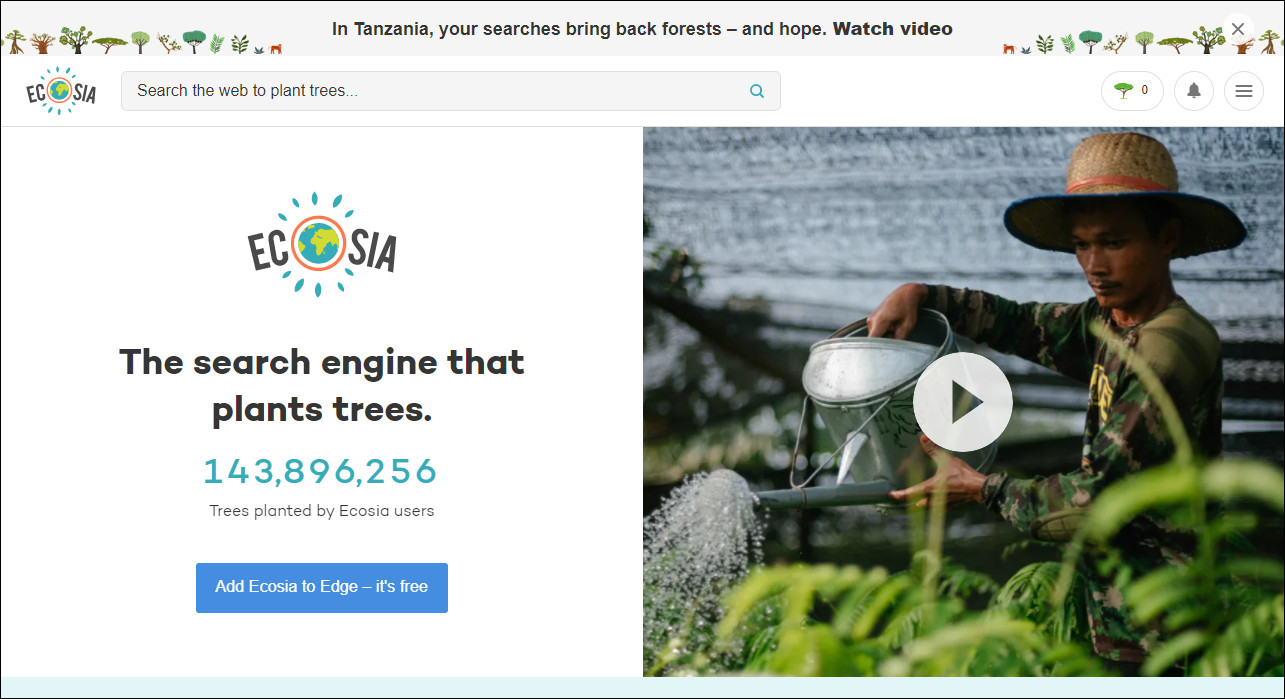 In Tanzania, your searches bring back forests – and hope. Watch video
ECOSIA
Search the web to plant trees...
0
ECOSIA
The search engine that
plants trees.
143,896,256
Trees planted by Ecosia users
Add Ecosia to Edge – it's free